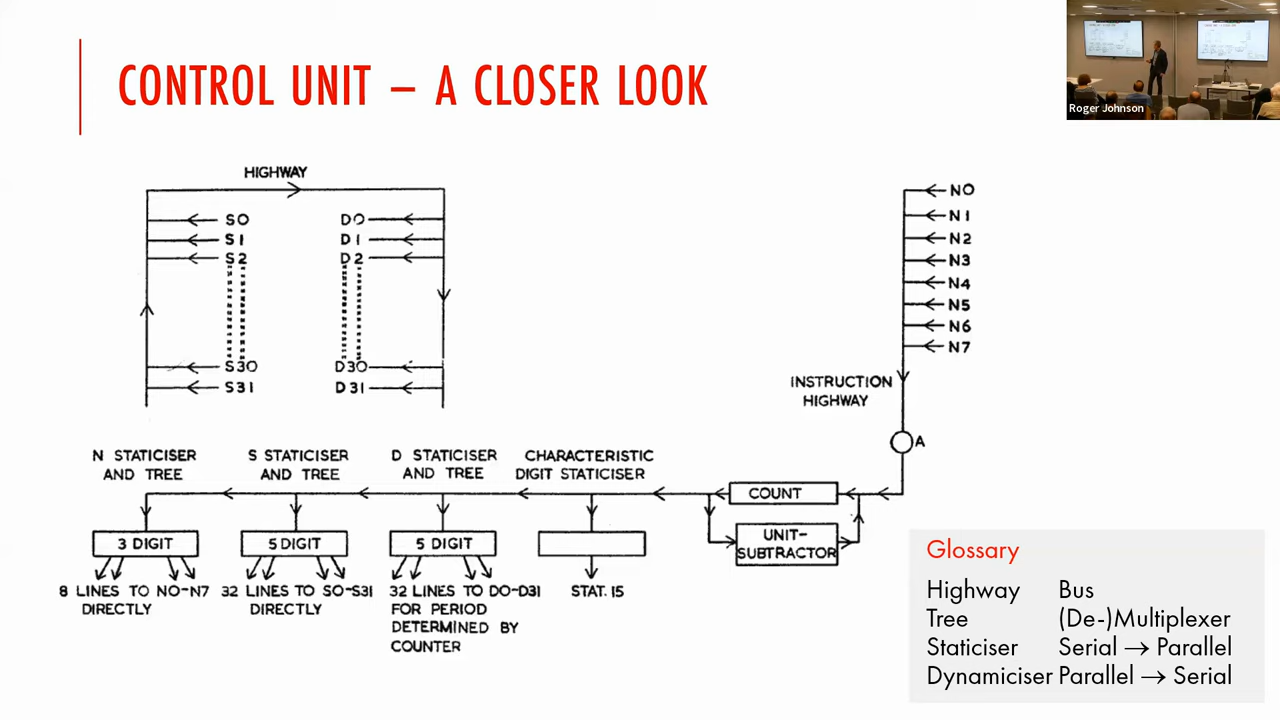 CONTROL UNIT – A CLOSER LOOK
Roger Johnson
HIGHWAY
S0
S1
S2
S30
S31
D0
D1
D2
D30
D31
N0
N1
N2
N3
N4
N5
N6
N7
INSTRUCTION
HIGHWAY
A
N STATICISER
AND TREE
S STATICISER
AND TREE
D STATICISER
AND TREE
CHARACTERISTIC
DIGIT STATICISER
COUNT
UNIT-
SUBTRACTOR
3 DIGIT
5 DIGIT
5 DIGIT
8 LINES TO N0–N7
DIRECTLY
32 LINES TO S0–S31
DIRECTLY
32 LINES TO D0–D31
FOR PERIOD
DETERMINED BY
COUNTER
STAT. 15
Glossary
Highway Bus
Tree (De-)Multiplexer
Staticiser Serial → Parallel
Dynamiciser Parallel → Serial